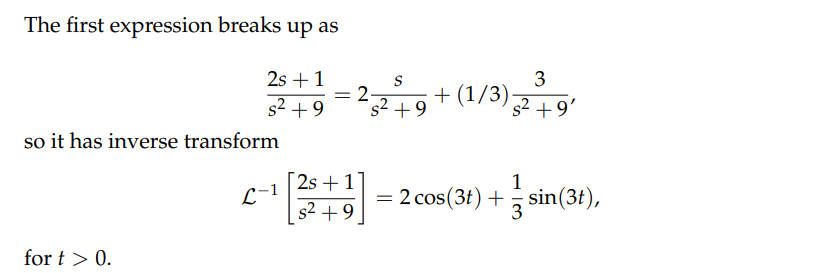 The first expression breaks up as
2s + 1 / s² + 9 = 2 s / s² + 9 + (1/3) 3 / s² + 9,
so it has inverse transform
ℒ⁻¹ [2s + 1 / s² + 9] = 2 cos(3t) + 1/3 sin(3t),
for t > 0.